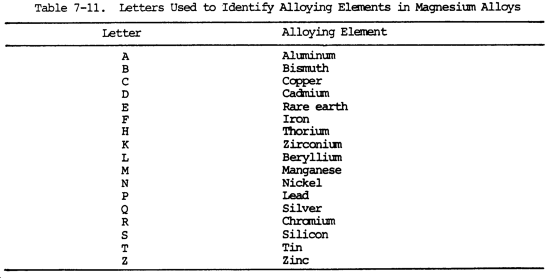 Table 7-11. Letters Used to Identify Alloying Elements in Magnesium Alloys
Letter Alloying Element
A Aluminum
B Bismuth
C Copper
D Cadmium
E Rare earth
F Iron
H Thorium
K Zirconium
L Beryllium
M Manganese
N Nickel
P Lead
Q Silver
R Chromium
S Silicon
T Tin
Z Zinc